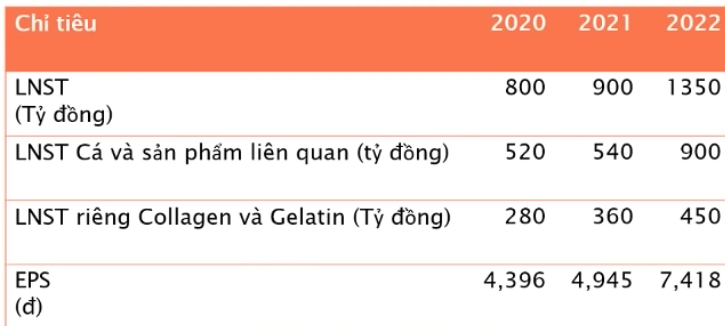 Chỉ tiêu 2020 2021 2022
LNST 800 900 1350
(Tỷ đồng)
LNST Cá và sản phẩm liên quan (tỷ đồng) 520 540 900
LNST riêng Collagen và Gelatin (Tỷ đồng) 280 360 450
EPS 4,396 4,945 7,418
(đ)